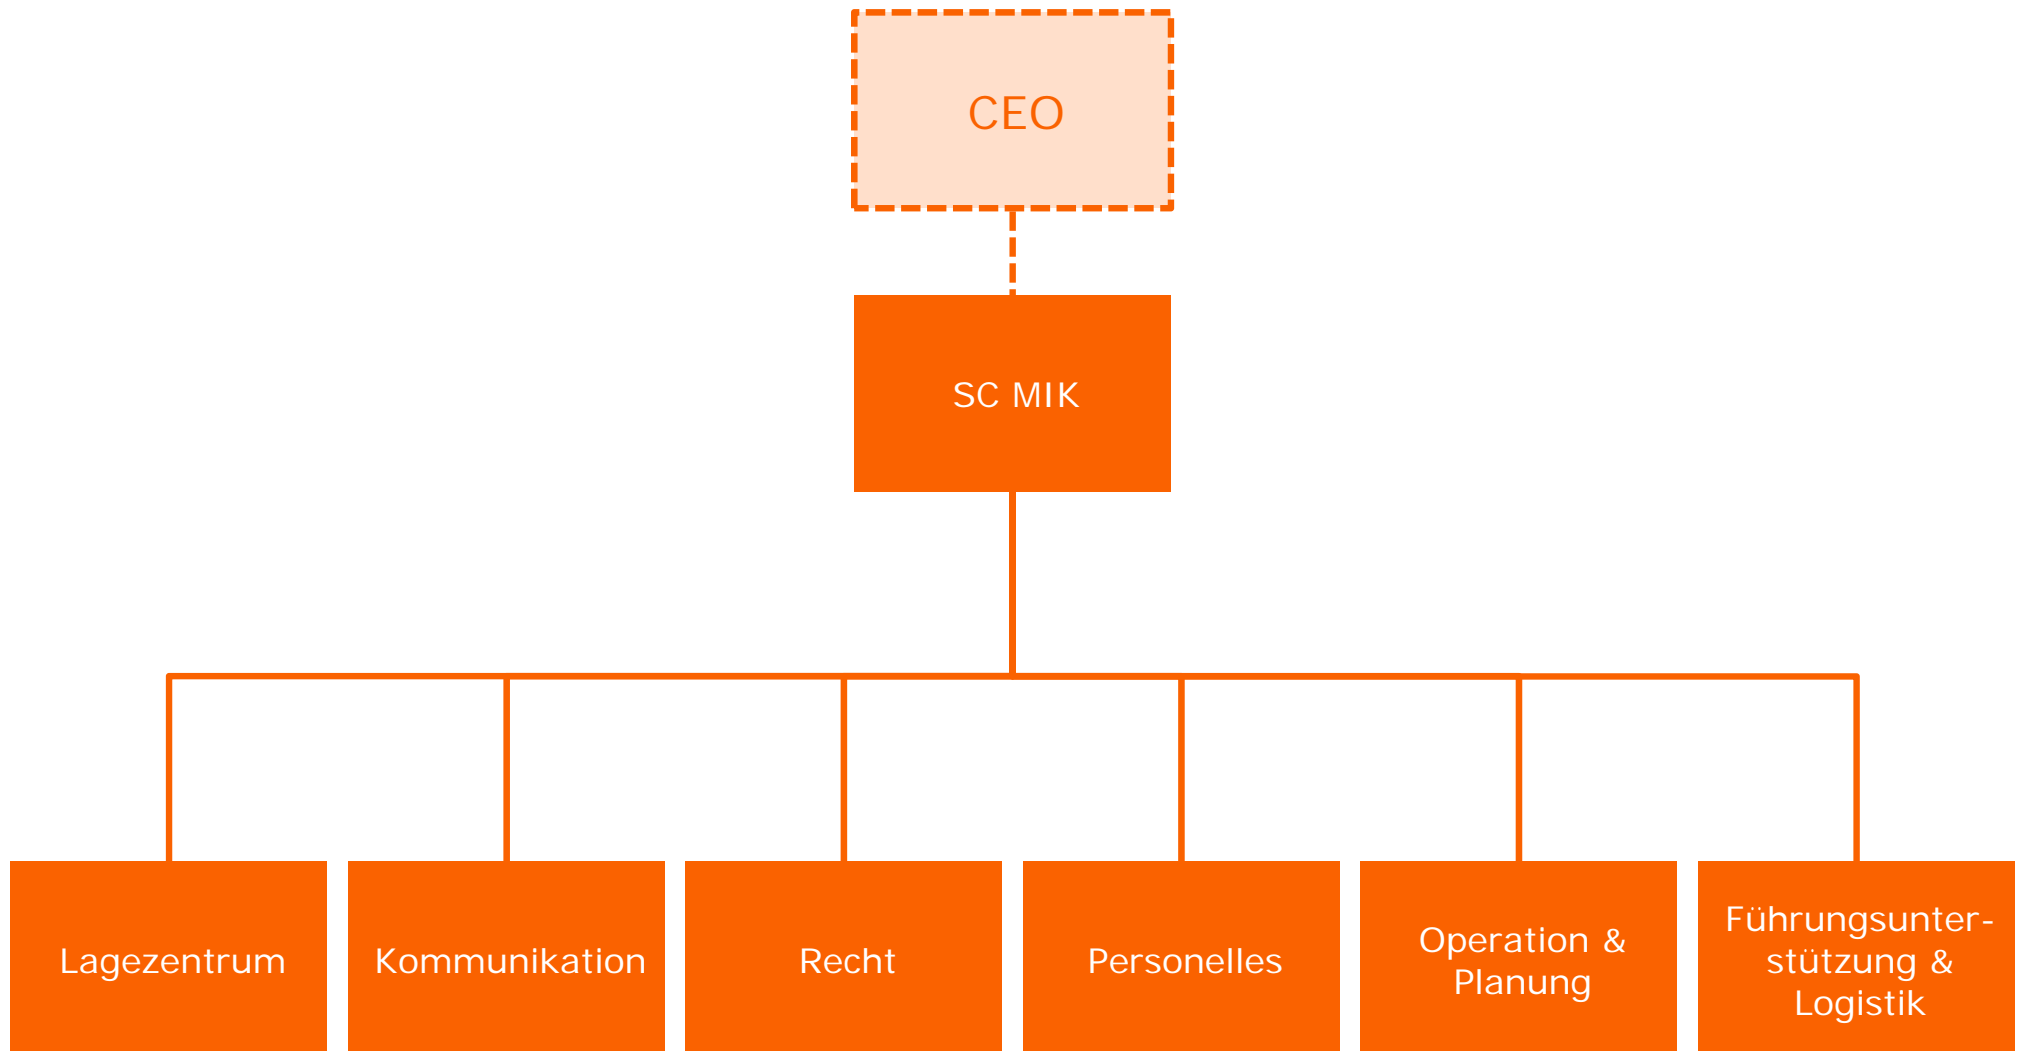 CEO
SC MIK
Lagezentrum
Kommunikation
Recht
Personelles
Operation &
Planung
Führungsunter-
stützung &
Logistik